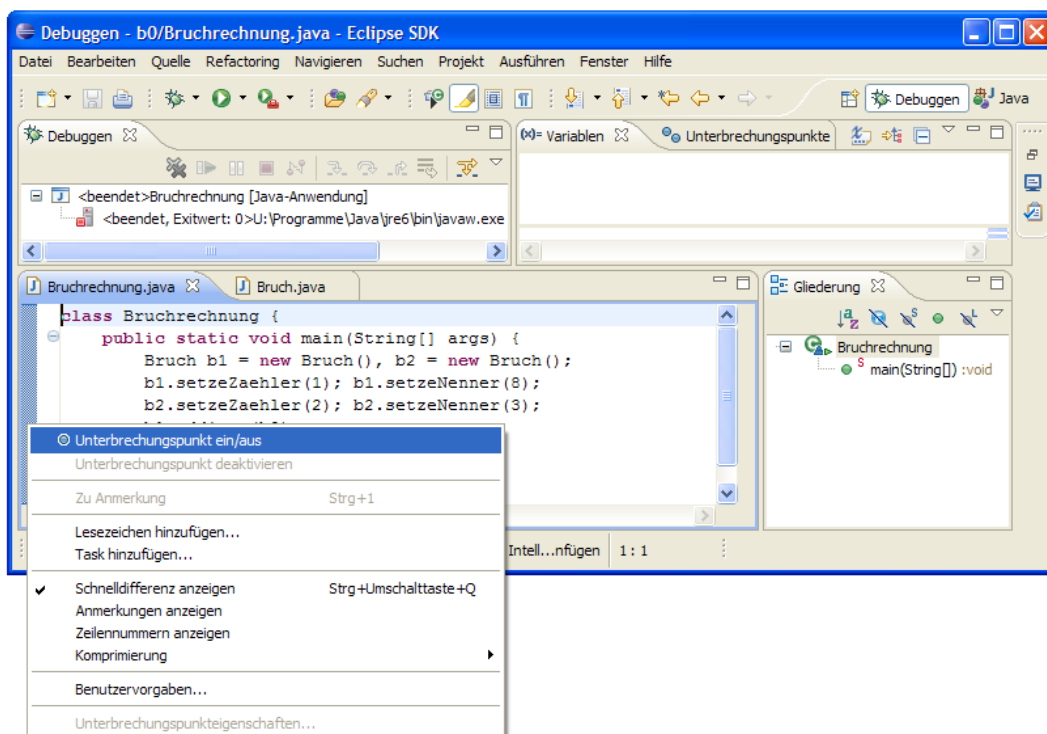 Debuggen - b0/Bruchrechnung.java - Eclipse SDK
Datei Bearbeiten Quelle Refactoring Navigieren Suchen Projekt Ausführen Fenster Hilfe
Debuggen Java
Debuggen
(x)= Variablen Unterbrechungspunkte
<beendet>Bruchrechnung [Java-Anwendung]
<beendet, Exitwert: 0>U:\Programme\Java\jre6\bin\javaw.exe
Bruchrechnung.java Bruch.java
Gliederung
class Bruchrechnung {
public static void main(String[] args) {
Bruch b1 = new Bruch(), b2 = new Bruch();
b1.setzeZaehler(1); b1.setzeNenner(8);
b2.setzeZaehler(2); b2.setzeNenner(3);
Bruchrechnung
main(String[]) :void
Unterbrechungspunkt ein/aus
Unterbrechungspunkt deaktivieren
Zu Anmerkung Strg+1
Lesezeichen hinzufügen...
Task hinzufügen...
Schnelldifferenz anzeigen Strg+Umschalttaste+Q
Anmerkungen anzeigen
Zeilennummern anzeigen
Komprimierung
Benutzervorgaben...
Unterbrechungspunkteigenschaften...
Intell...nfügen 1 : 1